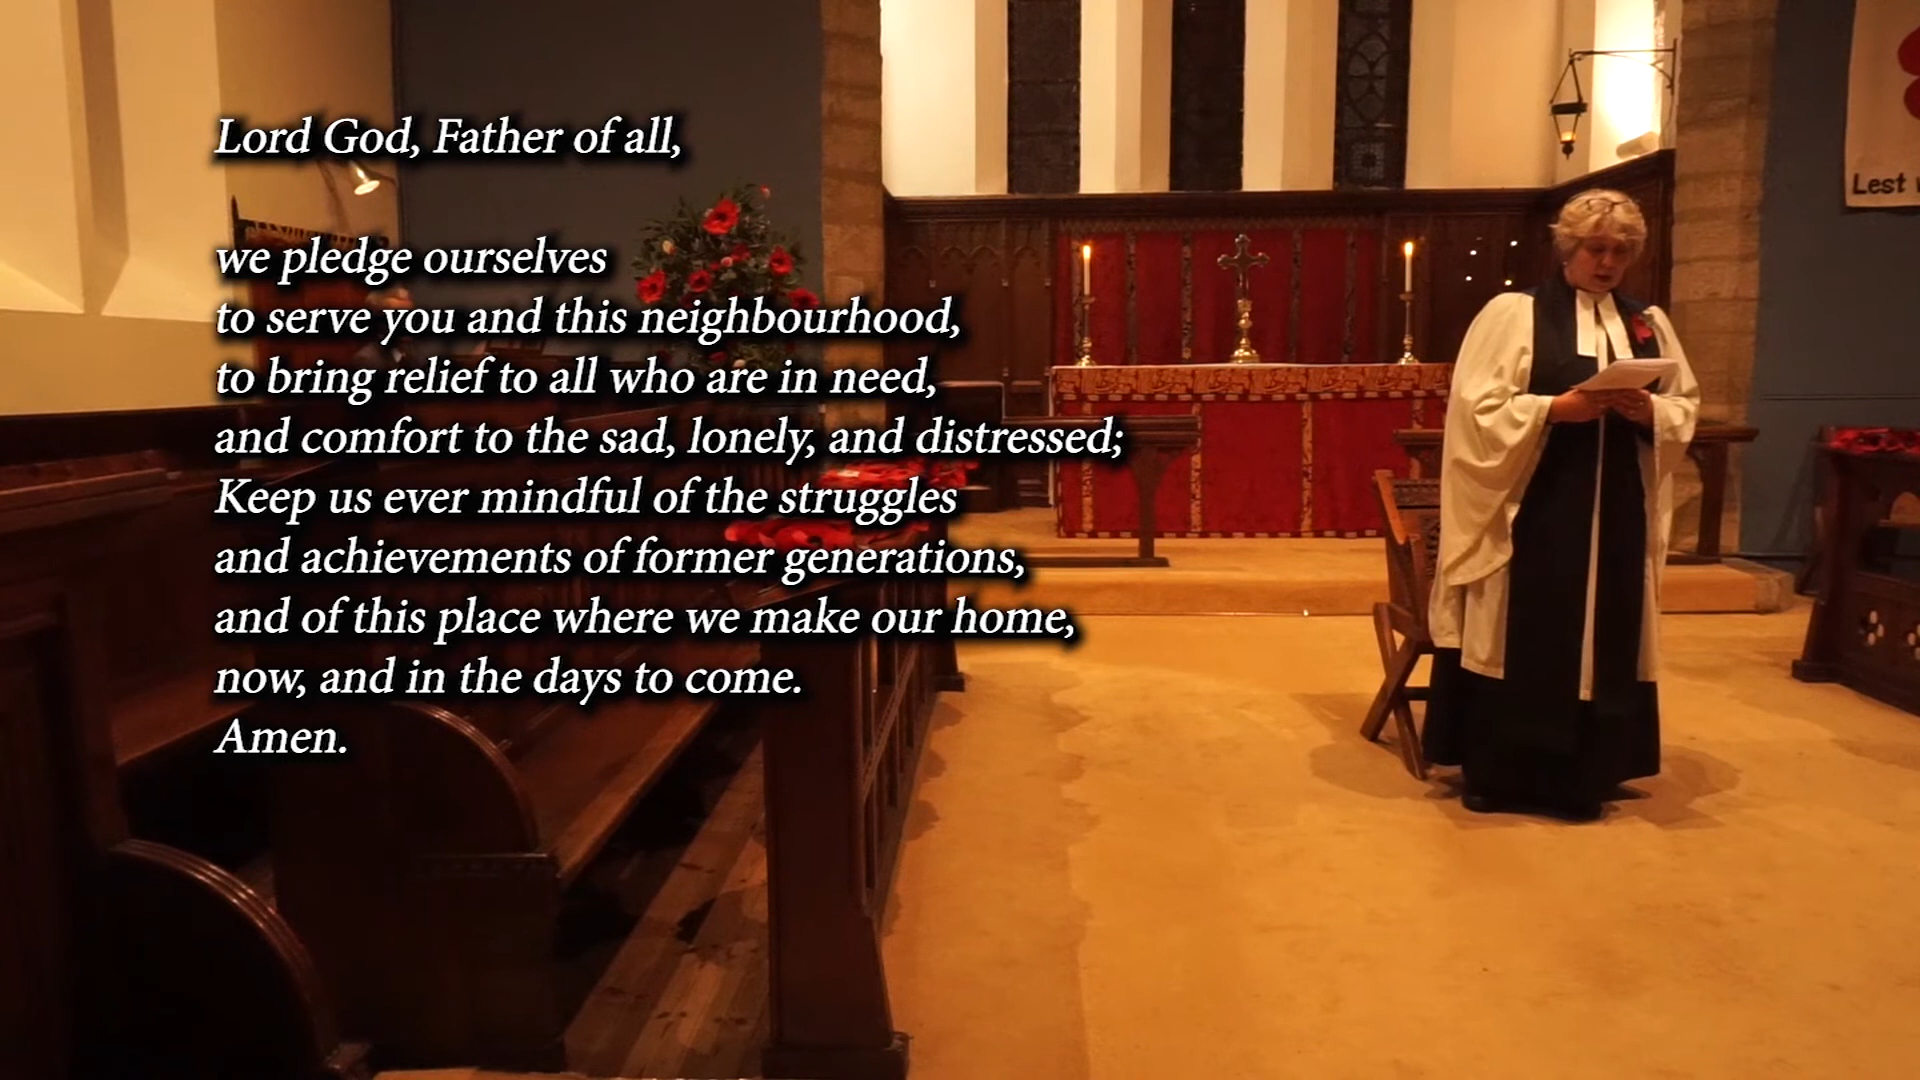 Lord God, Father of all,
we pledge ourselves
to serve you and this neighbourhood,
to bring relief to all who are in need,
and comfort to the sad, lonely, and distressed;
Keep us ever mindful of the struggles
and achievements of former generations,
and of this place where we make our home,
now, and in the days to come.
Amen.
Lest